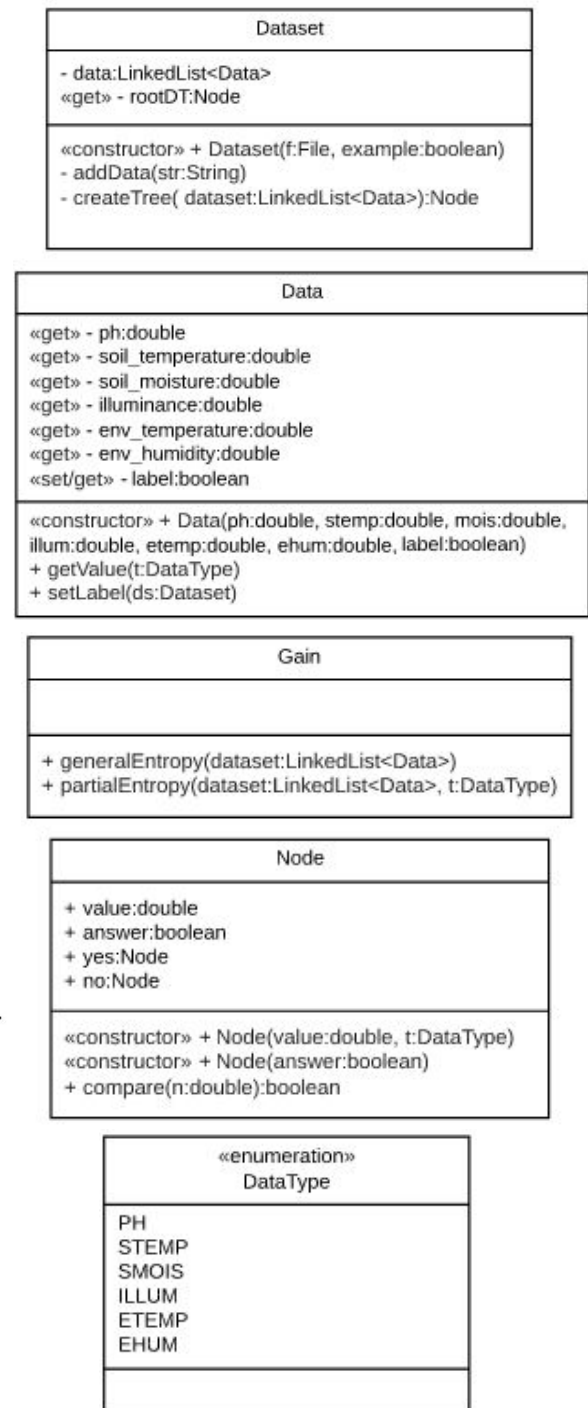 Dataset
- data:LinkedList<Data>
«get» - rootDT:Node
«constructor» + Dataset(f:File, example:boolean)
- addData(str:String)
- createTree( dataset:LinkedList<Data>):Node
Data
«get» - ph:double
«get» - soil_temperature:double
«get» - soil_moisture:double
«get» - illuminance:double
«get» - env_temperature:double
«get» - env_humidity:double
«set/get» - label:boolean
«constructor» + Data(ph:double, stemp:double, mois:double,
illum:double, etemp:double, ehum:double, label:boolean)
+ getValue(t:DataType)
+ setLabel(ds:Dataset)
Gain
+ generalEntropy(dataset:LinkedList<Data>)
+ partialEntropy(dataset:LinkedList<Data>, t:DataType)
Node
+ value:double
+ answer:boolean
+ yes:Node
+ no:Node
«constructor» + Node(value:double, t:DataType)
«constructor» + Node(answer:boolean)
+ compare(n:double):boolean
«enumeration»
DataType
PH
STEMP
SMOIS
ILLUM
ETEMP
EHUM